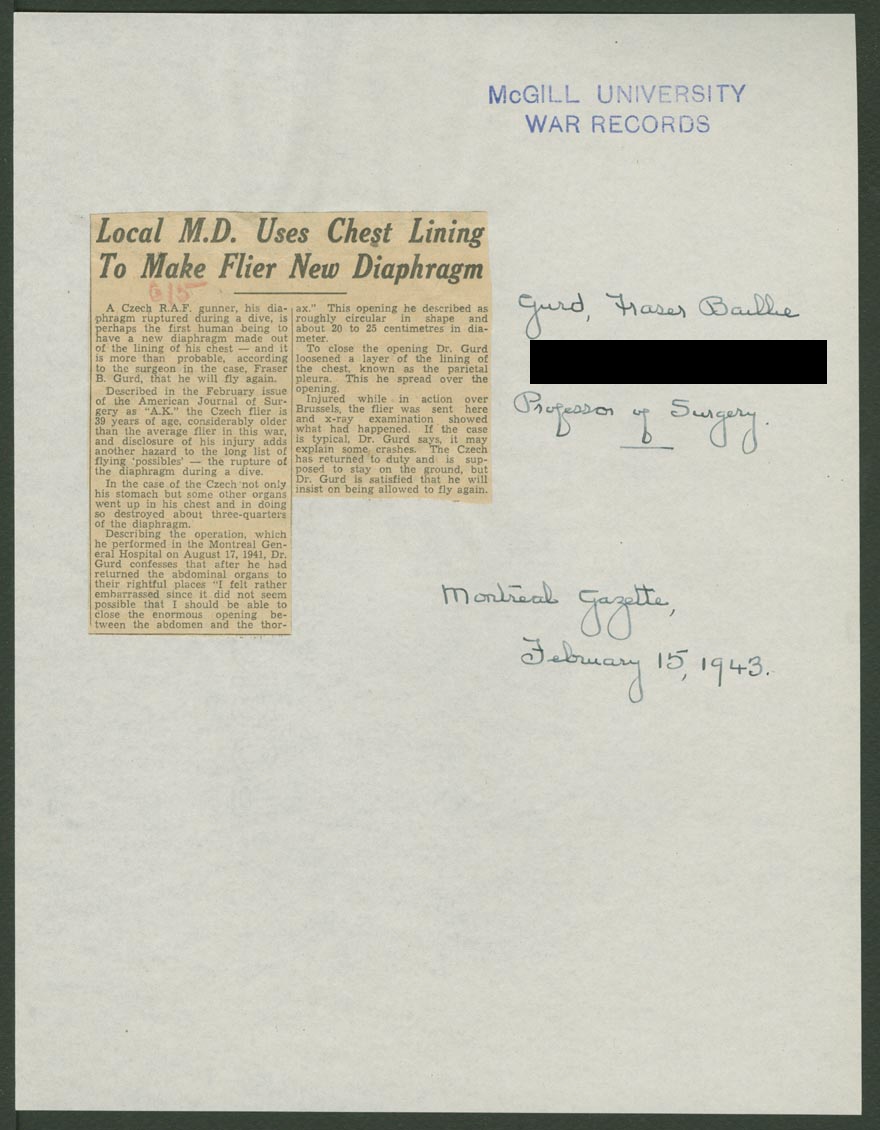 McGILL UNIVERSITY
WAR RECORDS
Local M.D. Uses Chest Lining
To Make Flier New Diaphragm
6/15
A Czech R.A.F. gunner, his dia-
phragm ruptured during a dive, is
perhaps the first human being to
have a new diaphragm made out
of the lining of his chest — and it
is more than probable, according
to the surgeon in the case, Fraser
B. Gurd, that he will fly again.
Described in the February issue
of the American Journal of Sur-
gery as "A.K." the Czech flier is
39 years of age, considerably older
than the average flier in this war,
and disclosure of his injury adds
another hazard to the long list of
flying 'possibles' — the rupture of
the diaphragm during a dive.
In the case of the Czech not only
his stomach but some other organs
went up in his chest and in doing
so destroyed about three-quarters
of the diaphragm.
Describing the operation, which
he performed in the Montreal Gen-
eral Hospital on August 17, 1941, Dr.
Gurd confesses that after he had
returned the abdominal organs to
their rightful places "I felt rather
embarrassed since it did not seem
possible that I should be able to
close the enormous opening be-
tween the abdomen and the thor-
ax." This opening he described as
roughly circular in shape and
about 20 to 25 centimetres in dia-
meter.
To close the opening Dr. Gurd
loosened a layer of the lining of
the chest, known as the parietal
pleura. This he spread over the
opening.
Injured while in action over
Brussels, the flier was sent here
and x-ray examination showed
what had happened. If the case
is typical, Dr. Gurd says, it may
explain some crashes. The Czech
has returned to duty and is sup-
posed to stay on the ground, but
Dr. Gurd is satisfied that he will
insist on being allowed to fly again.
Gurd, Fraser Baillie
Professor of Surgery.
Montreal Gazette,
February 15, 1943.